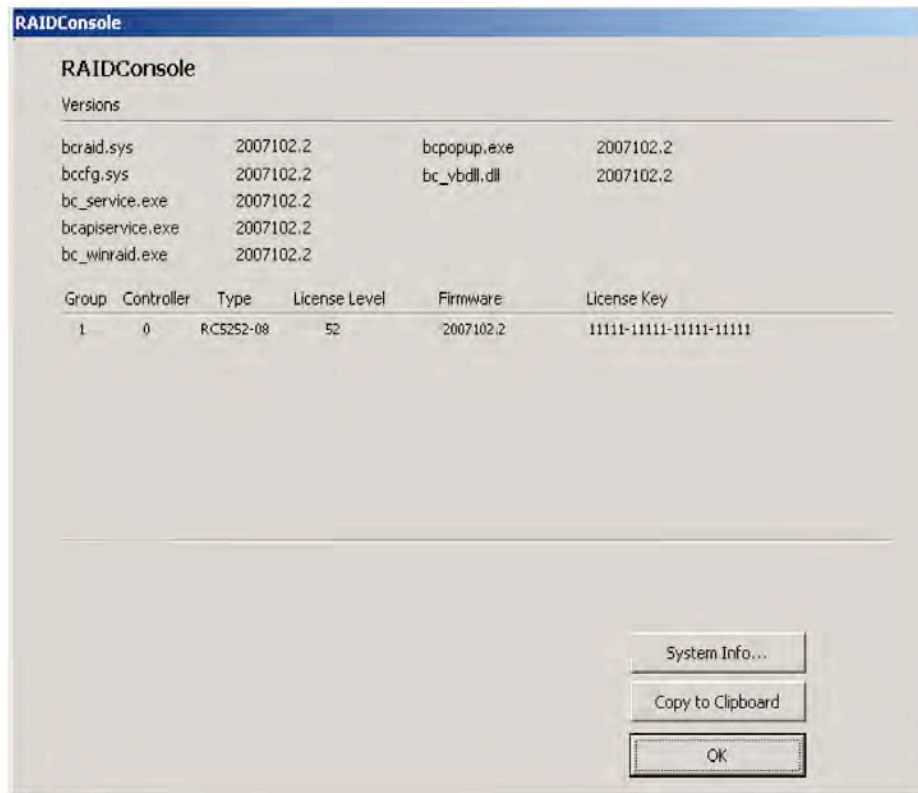 RAIDConsole
RAIDConsole
Versions
bcraid.sys 2007102.2 bcpopup.exe 2007102.2
bccfg.sys 2007102.2 bc_vbdll.dll 2007102.2
bc_service.exe 2007102.2
bcapiservice.exe 2007102.2
bc_winraid.exe 2007102.2
Group Controller Type License Level Firmware License Key
1 0 RC5252-08 52 2007102.2 11111-11111-11111-11111
System Info...
Copy to Clipboard
OK